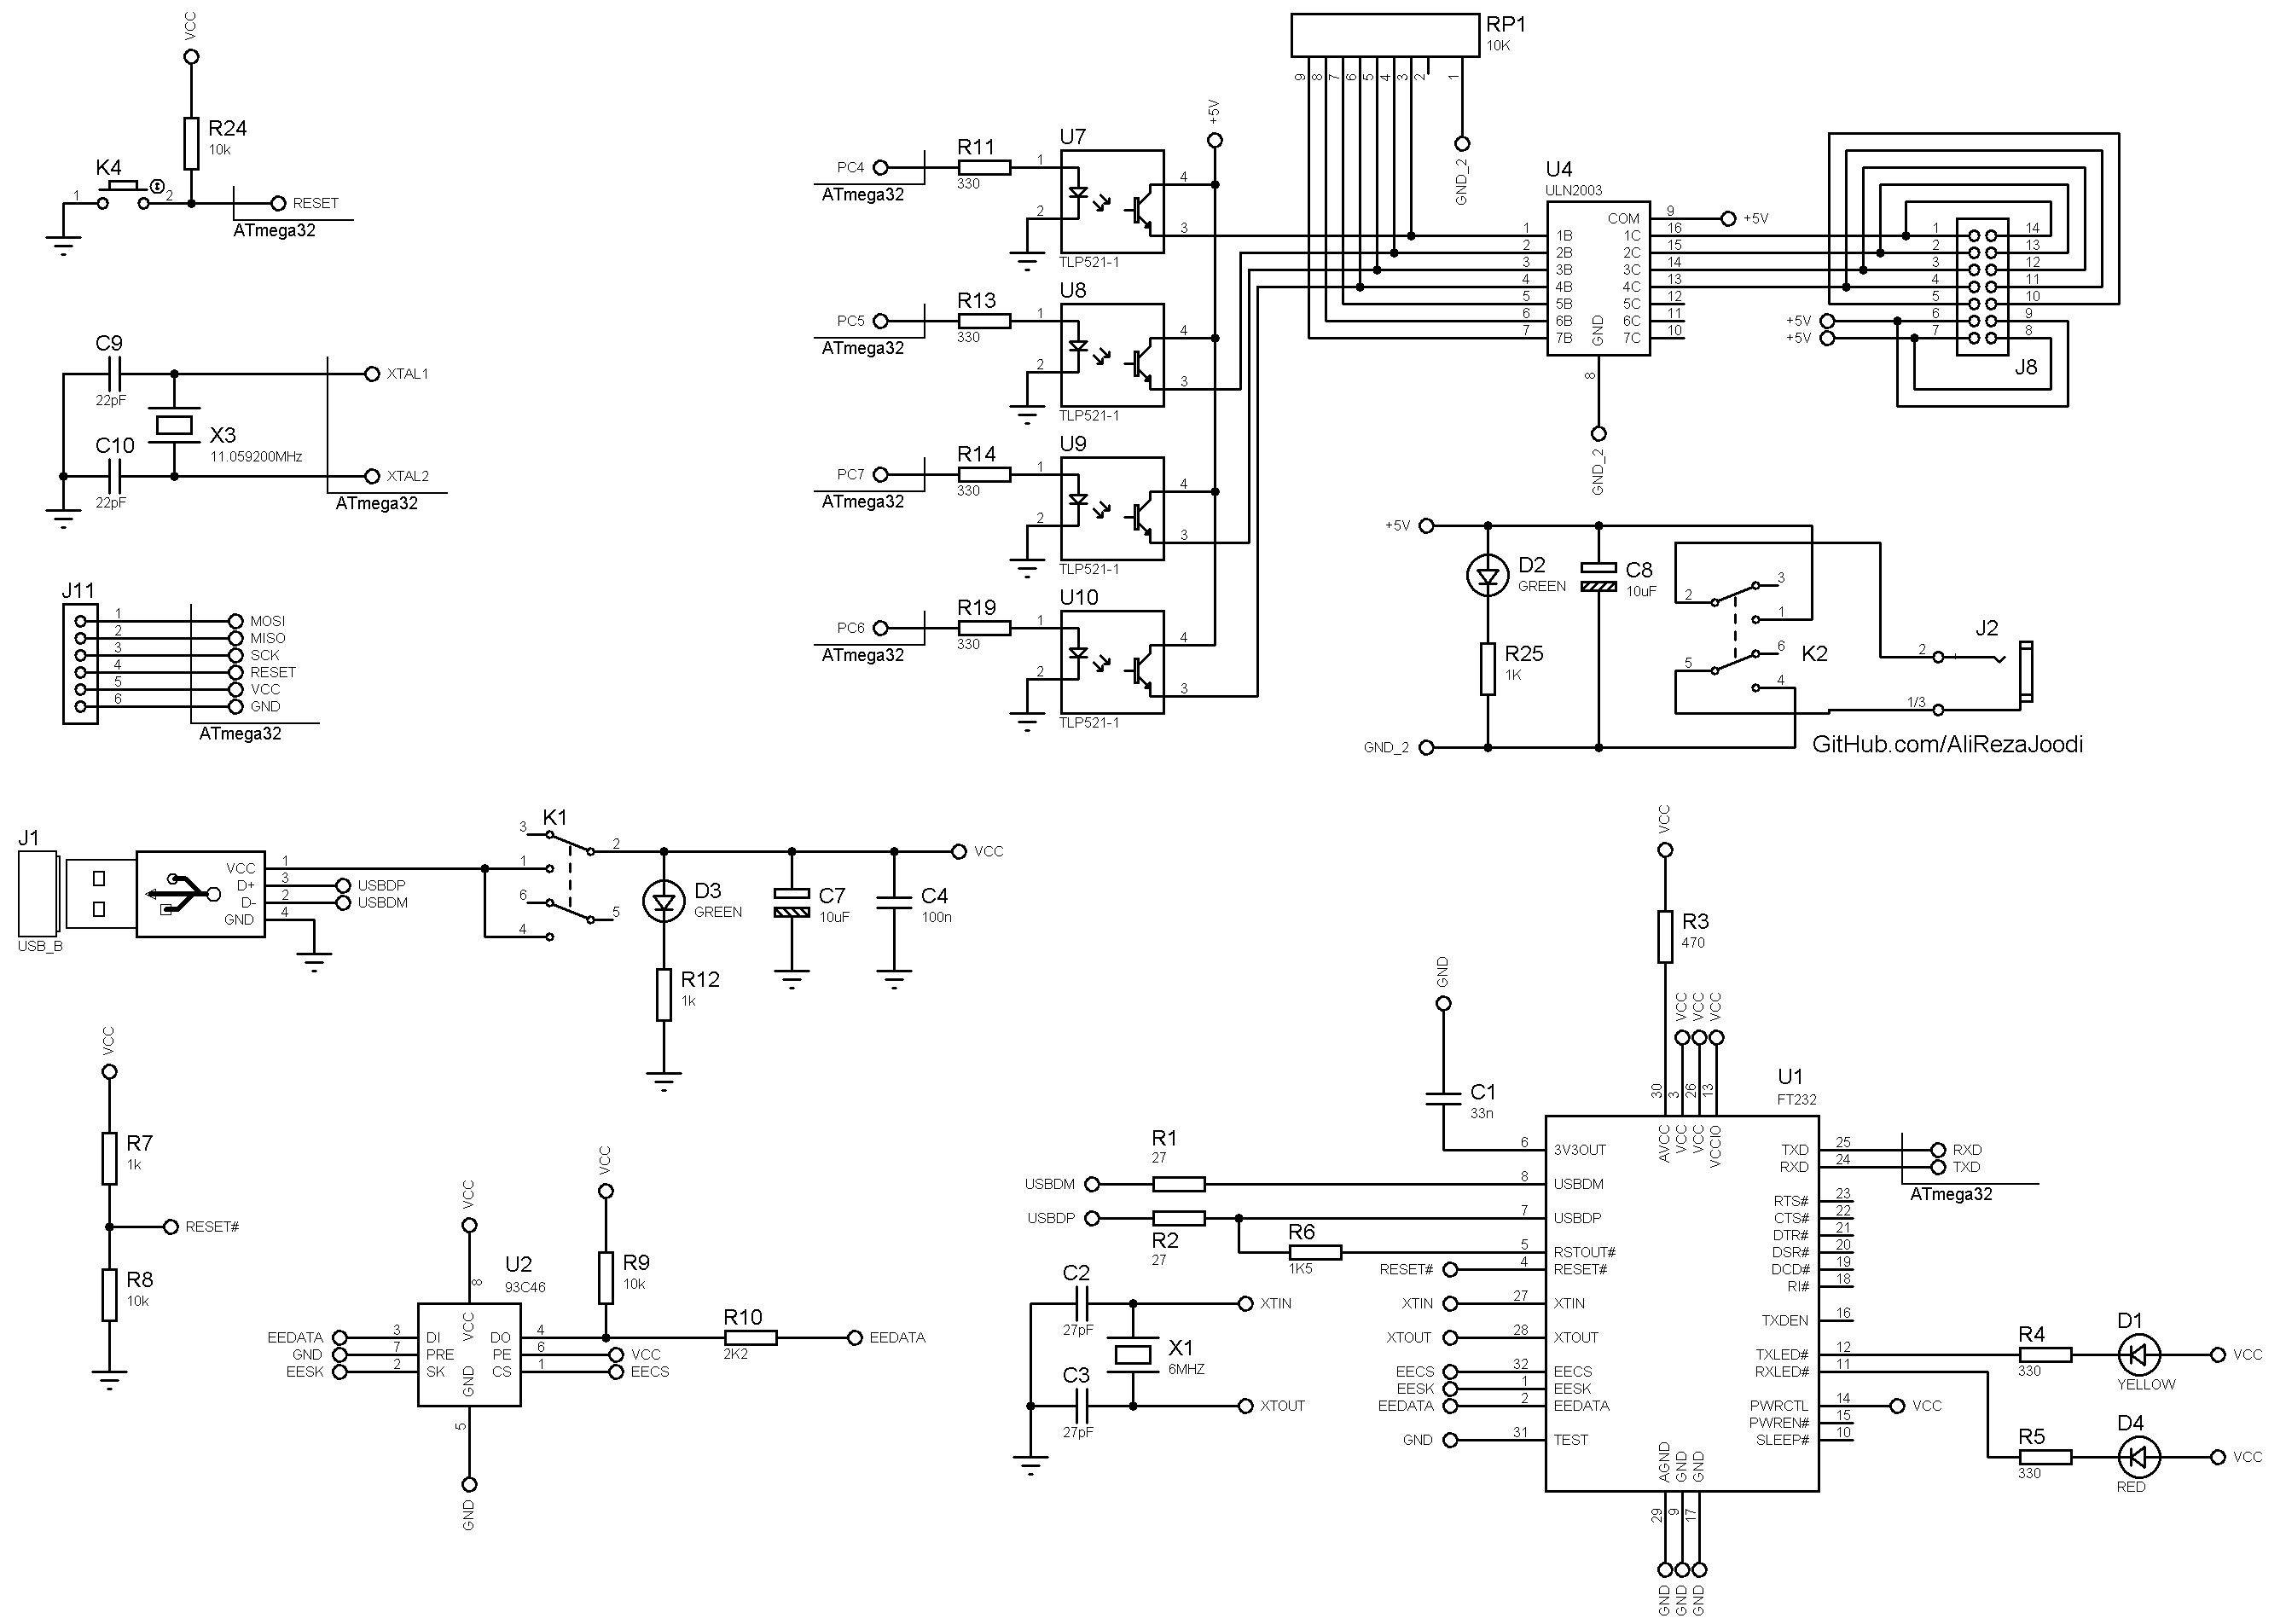 VCC
R24
10k
K4
1
2
RESET
ATmega32
C9
22pF
XTAL1
X3
11.059200MHz
C10
22pF
XTAL2
ATmega32
J11
1 MOSI
2 MISO
3 SCK
4 RESET
5 VCC
6 GND
ATmega32
PC4
ATmega32
R11
330
U7
1
2
4
3
TLP521-1
PC5
ATmega32
R13
330
U8
1
2
4
3
TLP521-1
PC7
ATmega32
R14
330
U9
1
2
4
3
TLP521-1
PC6
ATmega32
R19
330
U10
1
2
4
3
TLP521-1
+5V
RP1
10K
9 8 7 6 5 4 3 2 1
GND_2
U4
ULN2003
COM 9 +5V
1 1B 1C 16
2 2B 2C 15
3 3B 3C 14
4 4B 4C 13
5 5B 5C 12
6 6B 6C 11
7 7B 7C 10
GND
8
GND_2
1 14
2 13
3 12
4 11
5 10
+5V 6 9
+5V 7 8
J8
+5V
D2
GREEN
R25
1K
C8
10uF
2 3
1
5 6
4
K2
J2
2
1/3
GND_2
GitHub.com/AliRezaJoodi
J1
USB_B
VCC 1
D+ 3 USBDP
D- 2 USBDM
GND 4
K1
3
2
1
6
5
4
D3
GREEN
R12
1k
C7
10uF
C4
100n
VCC
VCC
R7
1k
RESET#
R8
10k
VCC
U2
93C46
8
VCC
EEDATA 3 DI DO 4
GND 7 PRE PE 6 VCC
EESK 2 SK CS 1 EECS
GND
5
GND
VCC
R9
10k
R10
2K2
EEDATA
GND
C1
33n
R1
27
USBDM
USBDP
R2
27
R6
1K5
C2
27pF
XTIN
X1
6MHZ
C3
27pF
XTOUT
VCC
R3
470
VCC VCC VCC
30 3 26 13
AVCC VCC VCC VCCIO
U1
FT232
6 3V3OUT
8 USBDM
7 USBDP
5 RSTOUT#
RESET# 4 RESET#
XTIN 27 XTIN
XTOUT 28 XTOUT
EECS 32 EECS
EESK 1 EESK
EEDATA 2 EEDATA
GND 31 TEST
TXD 25 RXD
RXD 24 TXD
ATmega32
RTS# 23
CTS# 22
DTR# 21
DSR# 20
DCD# 19
RI# 18
TXDEN 16
TXLED# 12
RXLED# 11
PWRCTL 14 VCC
PWREN# 15
SLEEP# 10
AGND GND GND
29 9 17
GND GND GND
R4
330
D1
YELLOW
VCC
R5
330
D4
RED
VCC